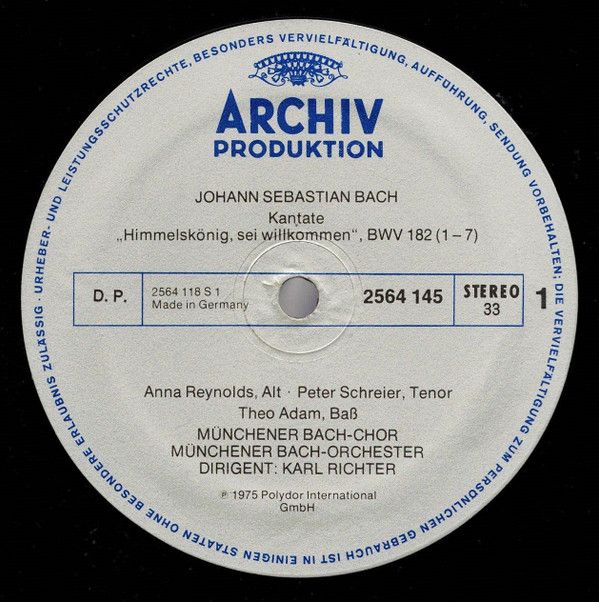 URHEBER- UND LEISTUNGSSCHUTZRECHTE, BESONDERS VERVIELFÄLTIGUNG, AUFFÜHRUNG, SENDUNG VORBEHALTEN; DIE VERVIELFÄLTIGUNG ZUM PERSÖNLICHEN GEBRAUCH IST IN EINIGEN STAATEN OHNE BESONDERE ERLAUBNIS ZULÄSSIG ·
ARCHIV
PRODUKTION
JOHANN SEBASTIAN BACH
Kantate
„Himmelskönig, sei willkommen“, BWV 182 (1–7)
D. P.
2564 118 S 1
Made in Germany
2564 145
STEREO
33
1
Anna Reynolds, Alt · Peter Schreier, Tenor
Theo Adam, Baß
MÜNCHENER BACH-CHOR
MÜNCHENER BACH-ORCHESTER
DIRIGENT: KARL RICHTER
℗ 1975 Polydor International
GmbH